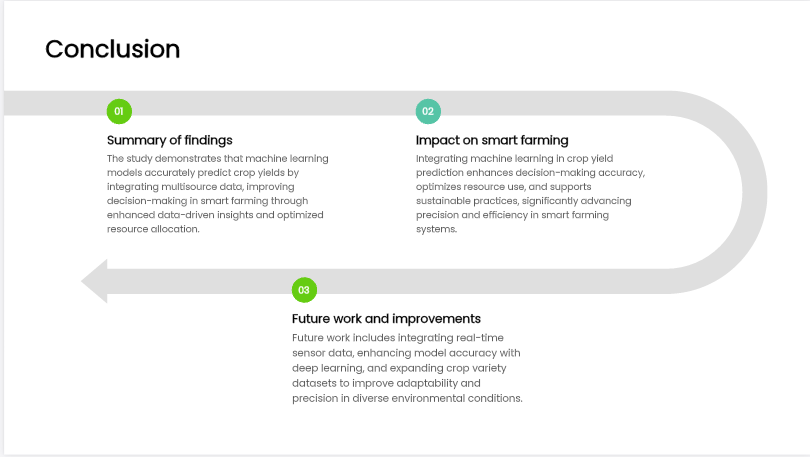 Conclusion
01
Summary of findings
The study demonstrates that machine learning
models accurately predict crop yields by
integrating multisource data, improving
decision-making in smart farming through
enhanced data-driven insights and optimized
resource allocation.
02
Impact on smart farming
Integrating machine learning in crop yield
prediction enhances decision-making accuracy,
optimizes resource use, and supports
sustainable practices, significantly advancing
precision and efficiency in smart farming
systems.
03
Future work and improvements
Future work includes integrating real-time
sensor data, enhancing model accuracy with
deep learning, and expanding crop variety
datasets to improve adaptability and
precision in diverse environmental conditions.